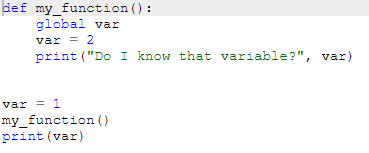 def my_function():
    global var
    var = 2
    print("Do I know that variable?", var)
var = 1
my_function()
print(var)